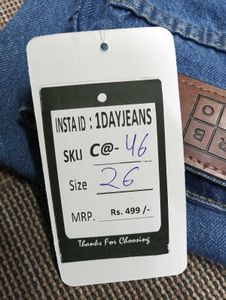 INSTA ID : 1DAYJEANS
SKU C@- 46
Size 26
MRP. Rs. 499 /-
Thanks For Choosing
R
B O